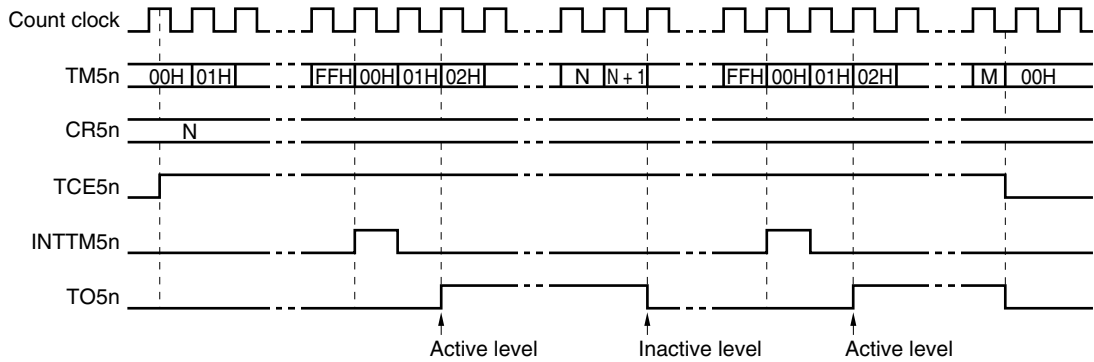 Count clock
TM5n 00H 01H FFH 00H 01H 02H N N + 1 FFH 00H 01H 02H M 00H
CR5n N
TCE5n
INTTM5n
TO5n
Active level Inactive level Active level